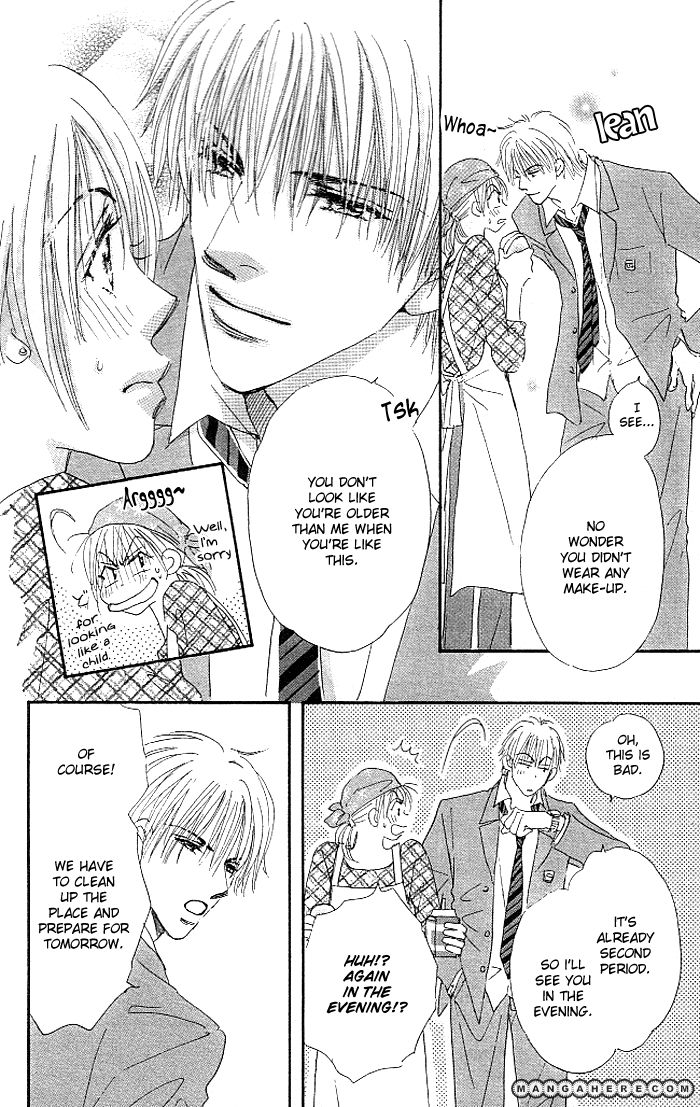 Whoa~
lean
I
SEE...
NO
WONDER
YOU DIDN'T
WEAR ANY
MAKE-UP.
Tsk
YOU DON'T
LOOK LIKE
YOU'RE OLDER
THAN ME WHEN
YOU'RE LIKE
THIS.
Argggg~
Well,
I'm
sorry
for
looking
like a
child.
OH,
THIS IS
BAD.
IT'S
ALREADY
SECOND
PERIOD.
SO I'LL
SEE YOU
IN THE
EVENING.
HUH!?
AGAIN
IN THE
EVENING!?
OF
COURSE!
WE HAVE
TO CLEAN
UP THE
PLACE AND
PREPARE FOR
TOMORROW.
MANGAHERE.COM